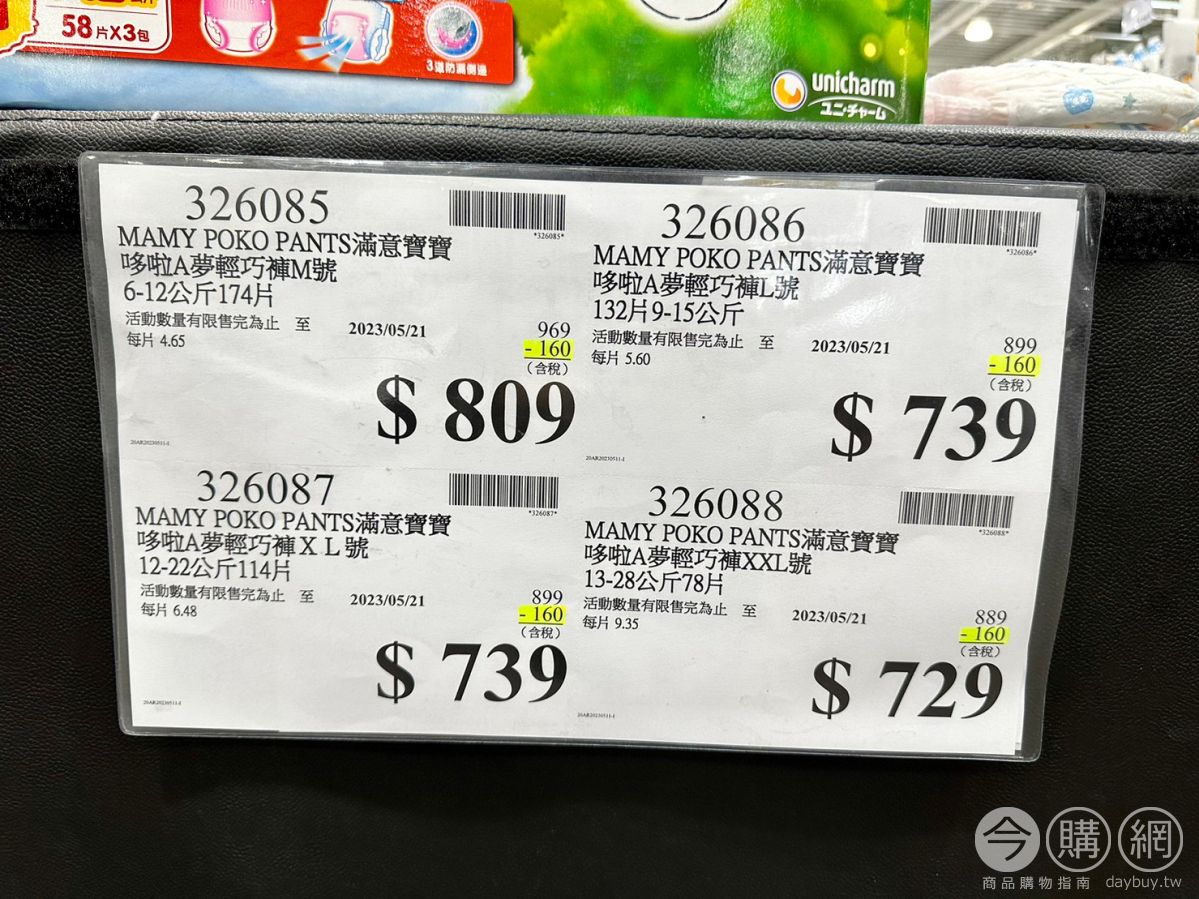 58片X3包
3道防漏側邊
unicharm
ユニ・チャーム
326085
*326085*
MAMY POKO PANTS滿意寶寶
哆啦A夢輕巧褲M號
6-12公斤174片
活動數量有限售完為止 至 2023/05/21
每片 4.65
969
- 160
(含稅)
$ 809
20AR20230511-I
326086
*326086*
MAMY POKO PANTS滿意寶寶
哆啦A夢輕巧褲L號
132片9-15公斤
活動數量有限售完為止 至 2023/05/21
每片 5.60
899
- 160
(含稅)
$ 739
20AR20230511-I
326087
*326087*
MAMY POKO PANTS滿意寶寶
哆啦A夢輕巧褲ＸＬ號
12-22公斤114片
活動數量有限售完為止 至 2023/05/21
每片 6.48
899
- 160
(含稅)
$ 739
20AR20230511-I
326088
*326088*
MAMY POKO PANTS滿意寶寶
哆啦A夢輕巧褲XXL號
13-28公斤78片
活動數量有限售完為止 至 2023/05/21
每片 9.35
889
- 160
(含稅)
$ 729
20AR20230511-I
今購網
商品購物指南 daybuy.tw